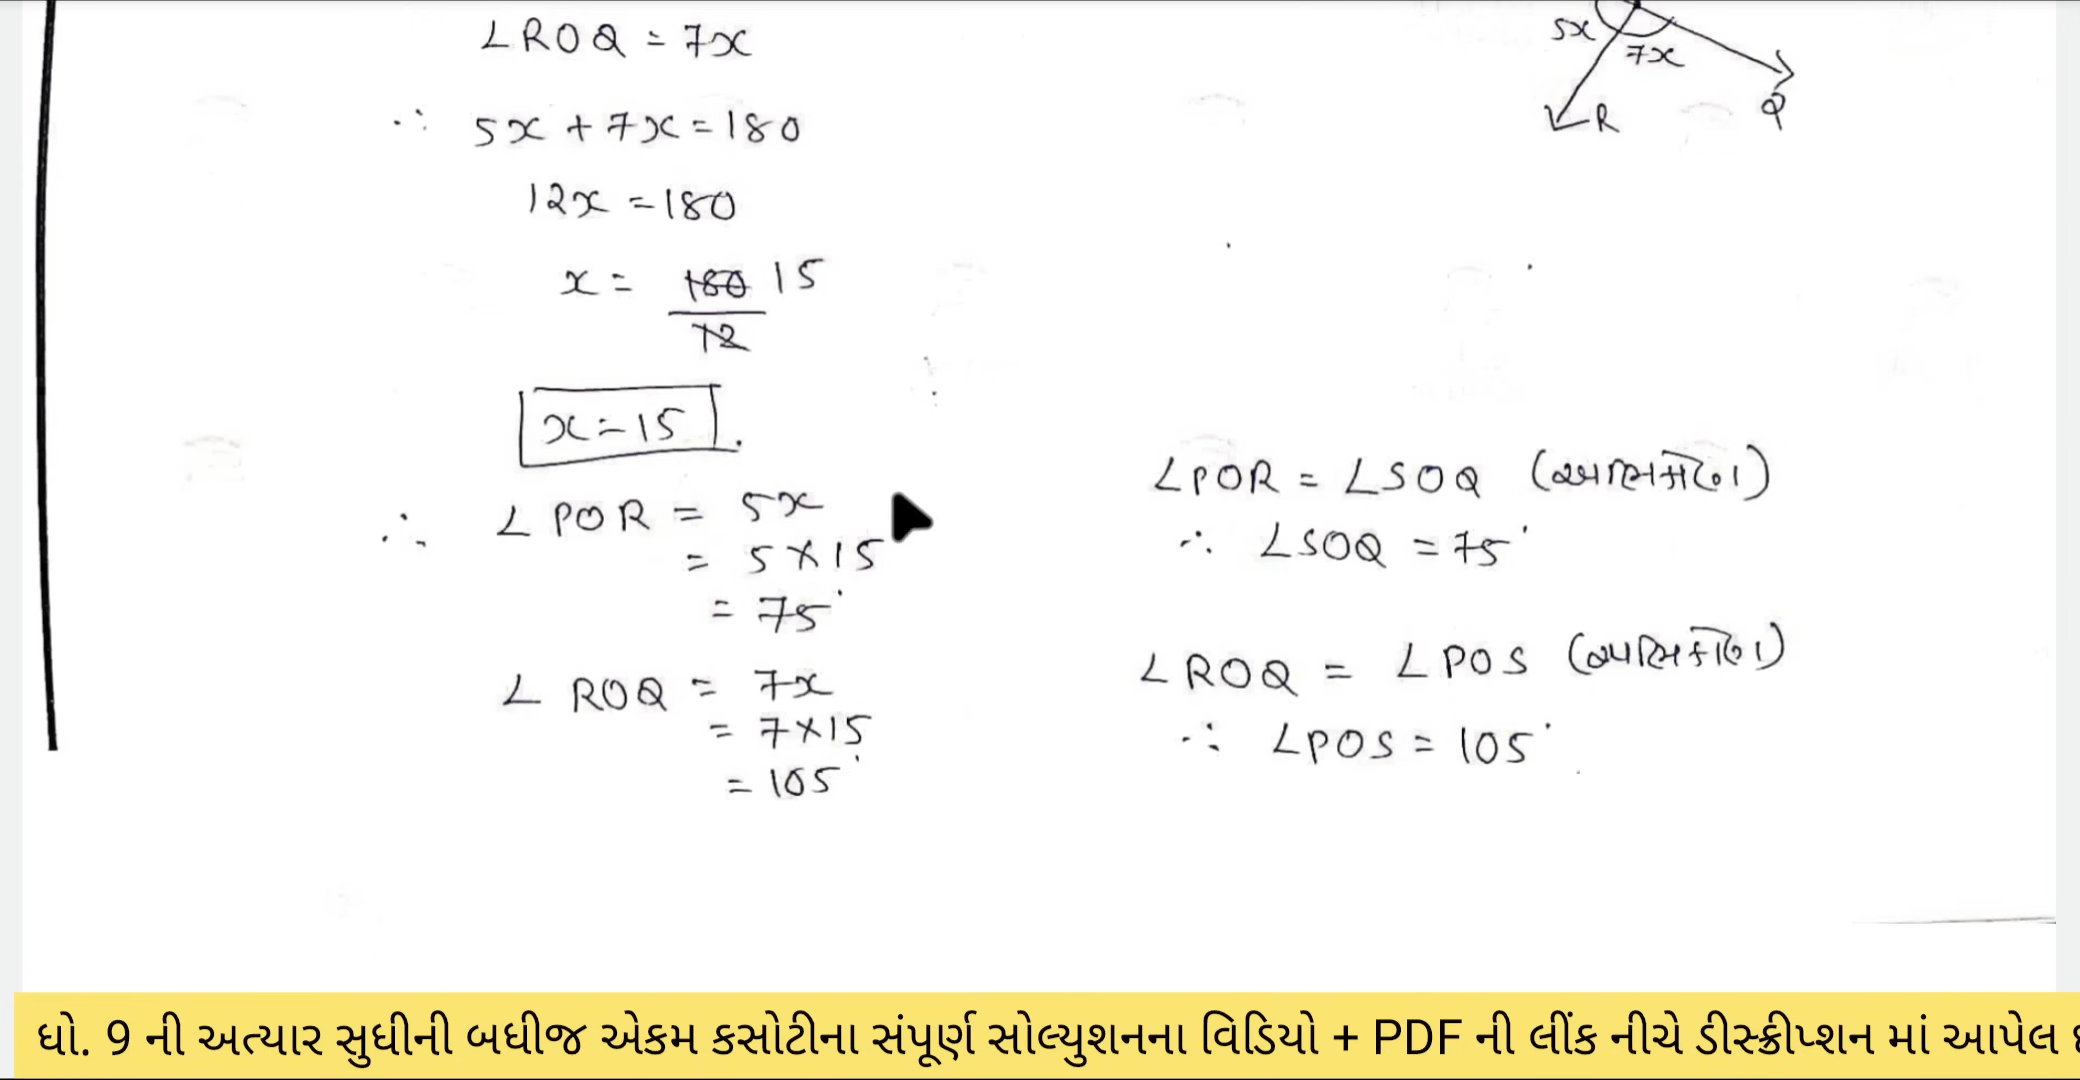 ∠ROQ = 7x
∴ 5x + 7x = 180
12x = 180
x = 180 15
12
x = 15.
∴ ∠POR = 5x
= 5 × 15
= 75°
∠ROQ = 7x
= 7 × 15
= 105°
5x
7x
R
Q
∠POR = ∠SOQ (અભિકોણ)
∴ ∠SOQ = 75°
∠ROQ = ∠POS (અભિકોણ)
∴ ∠POS = 105°
ધો. 9 ની અત્યાર સુધીની બધીજ એકમ કસોટીના સંપૂર્ણ સોલ્યુશનના વિડિયો + PDF ની લીંક નીચે ડીસ્ક્રીપ્શન માં આપેલ